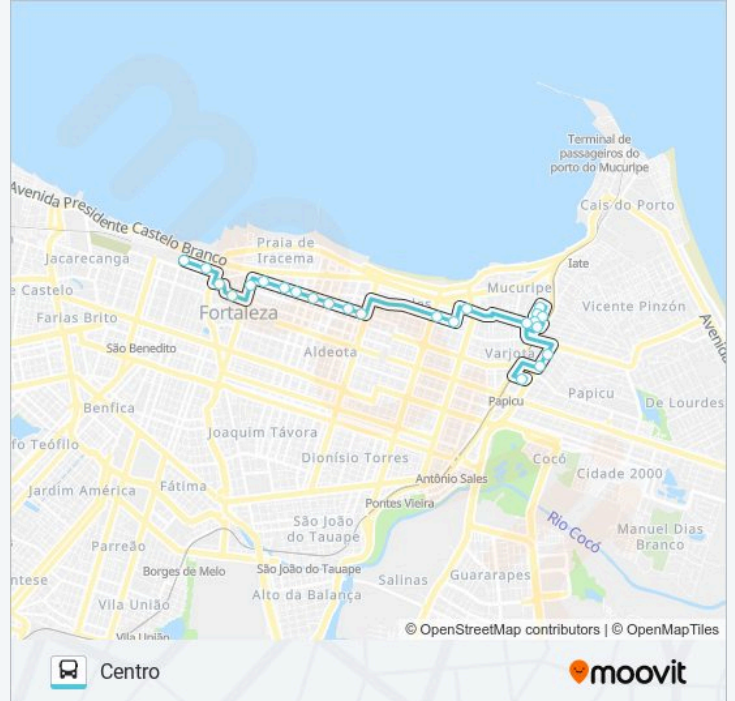 Terminal de
passageiros do
porto do Mucuripe
Cais do Porto
Avenida Presidente Castelo Branco
Praia de
Iracema
Jacarecanga
Iate
Mucuripe
e Castelo
Vicente Pinzón
Farias Brito
Fortaleza
Avenida
São Benedito
Aldeota
Varjota
Papicu
Papicu
De Lourdes
Benfica
Joaquim Távora
fo Teófilo
Dionísio Torres
Cocó
Cidade 2000
Antônio Sales
Jardim América
Fátima
Pontes Vieira
Rio Cocó
São João
do Tauape
Manuel Dias
Branco
Parreão
ntese
Borges de Melo
São João do Tauape
Salinas
Guararapes
Alto da Balança
Vila União
Vila União
© OpenStreetMap contributors | © OpenMapTiles
Centro
moovit